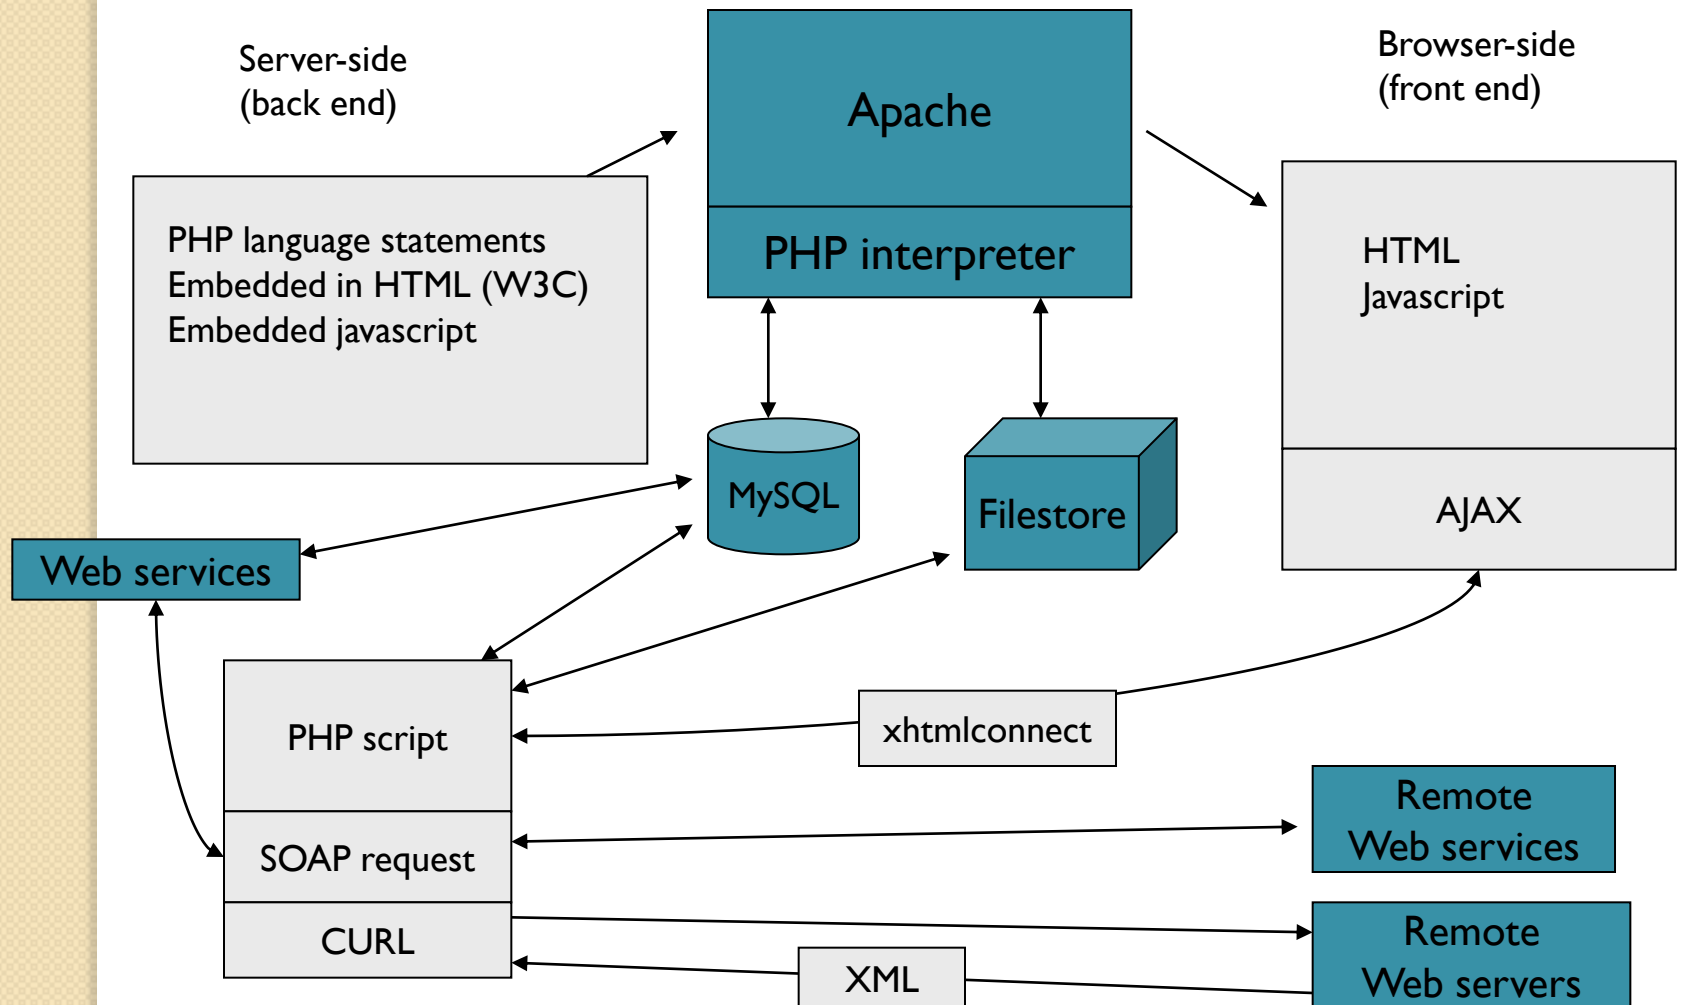 Server-side
(back end)
Apache
Browser-side
(front end)
PHP language statements
Embedded in HTML (W3C)
Embedded javascript
PHP interpreter
HTML
Javascript
MySQL
Filestore
AJAX
Web services
PHP script
xhtmlconnect
SOAP request
Remote
Web services
CURL
XML
Remote
Web servers